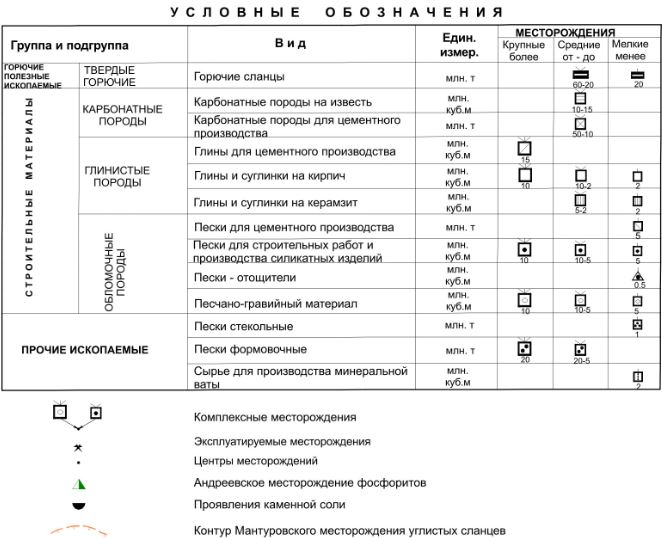 УСЛОВНЫЕ ОБОЗНАЧЕНИЯ
Группа и подгруппа
Вид
Един. измер.
МЕСТОРОЖДЕНИЯ
Крупные более
Средние от - до
Мелкие менее
ГОРЮЧИЕ ПОЛЕЗНЫЕ ИСКОПАЕМЫЕ
ТВЕРДЫЕ ГОРЮЧИЕ
Горючие сланцы
млн. т
60-20
20
СТРОИТЕЛЬНЫЕ МАТЕРИАЛЫ
КАРБОНАТНЫЕ ПОРОДЫ
Карбонатные породы на известь
млн. куб.м
10-15
Карбонатные породы для цементного производства
млн. т
50-10
ГЛИНИСТЫЕ ПОРОДЫ
Глины для цементного производства
млн. куб.м
15
Глины и суглинки на кирпич
млн. куб.м
10
10-2
2
Глины и суглинки на керамзит
млн. куб.м
5-2
2
ОБЛОМОЧНЫЕ ПОРОДЫ
Пески для цементного производства
млн. т
5
Пески для строительных работ и производства силикатных изделий
млн. куб.м
10
10-5
5
Пески - отощители
млн. куб.м
0.5
Песчано-гравийный материал
млн. куб.м
10
10-5
5
ПРОЧИЕ ИСКОПАЕМЫЕ
Пески стекольные
млн. т
1
Пески формовочные
млн. т
20
20-5
Сырье для производства минеральной ваты
млн. куб.м
2
Комплексные месторождения
Эксплуатируемые месторождения
Центры месторождений
Андреевское месторождение фосфоритов
Проявления каменной соли
Контур Мантуровского месторождения углистых сланцев